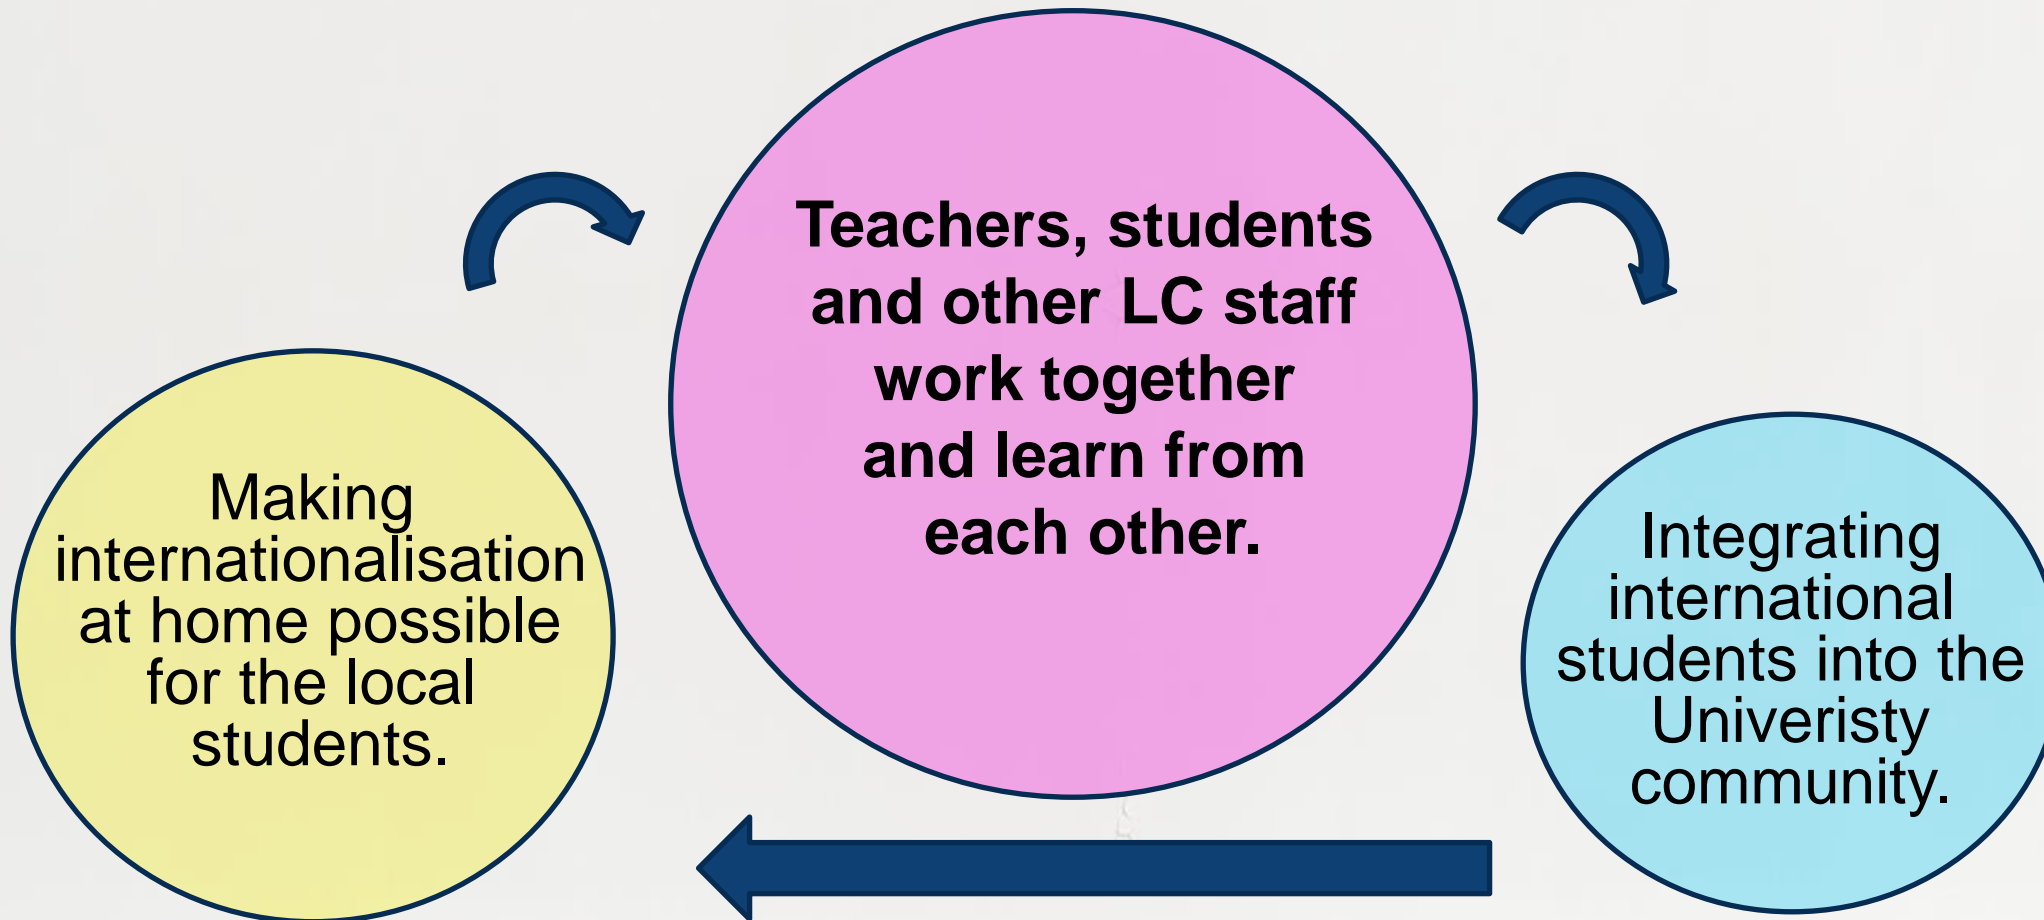 Making
internationalisation
at home possible
for the local
students.
Teachers, students
and other LC staff
work together
and learn from
each other.
Integrating
international
students into the
Univeristy
community.